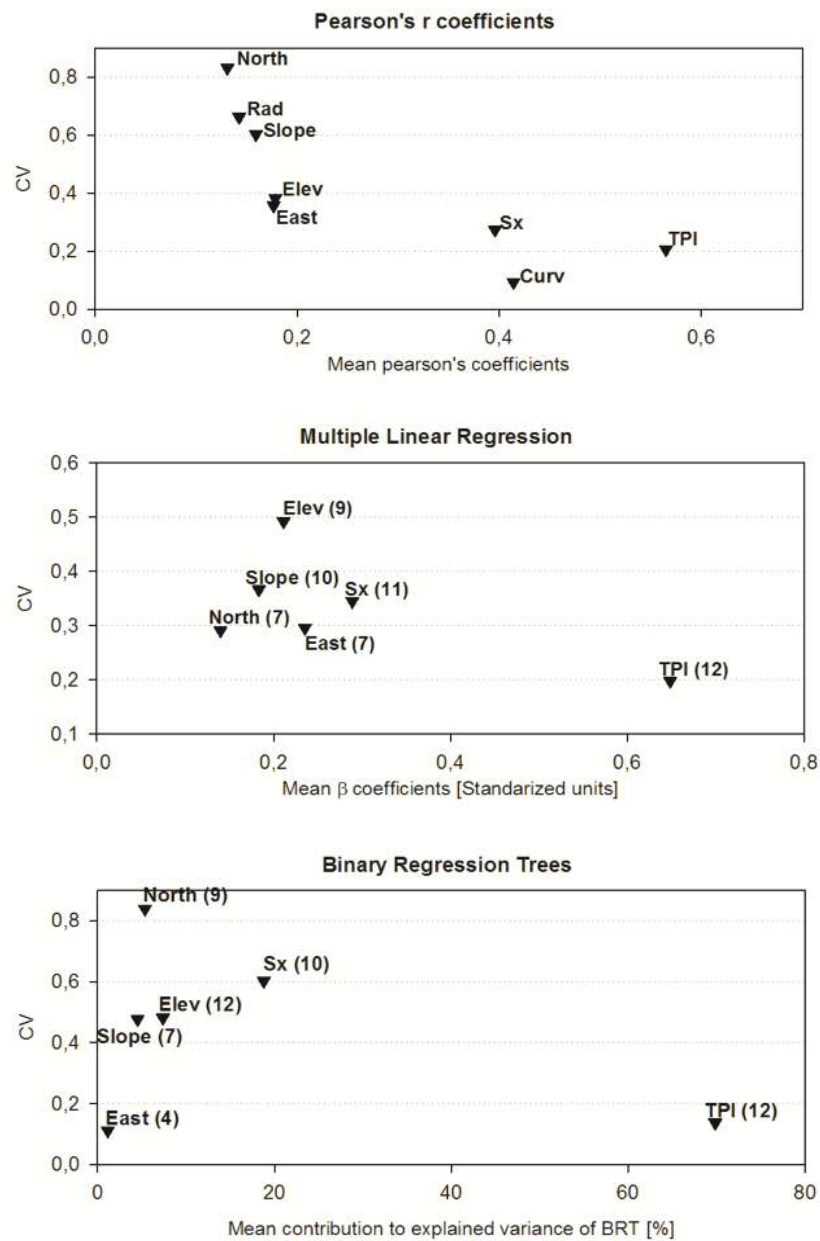 Pearson's r coefficients
North
0,8
Rad
Slope
0,6
CV
0,4
Elev
East
Sx
TPI
0,2
Curv
0,0
0,0 0,2 0,4 0,6
Mean pearson's coefficients
Multiple Linear Regression
0,6
Elev (9)
0,5
CV
0,4
Slope (10)
Sx (11)
North (7)
0,3
East (7)
TPI (12)
0,2
0,1
0,0 0,2 0,4 0,6 0,8
Mean β coefficients [Standarized units]
Binary Regression Trees
North (9)
0,8
Sx (10)
0,6
CV
Elev (12)
0,4
Slope (7)
0,2
East (4)
TPI (12)
0,0
0 20 40 60 80
Mean contribution to explained variance of BRT [%]